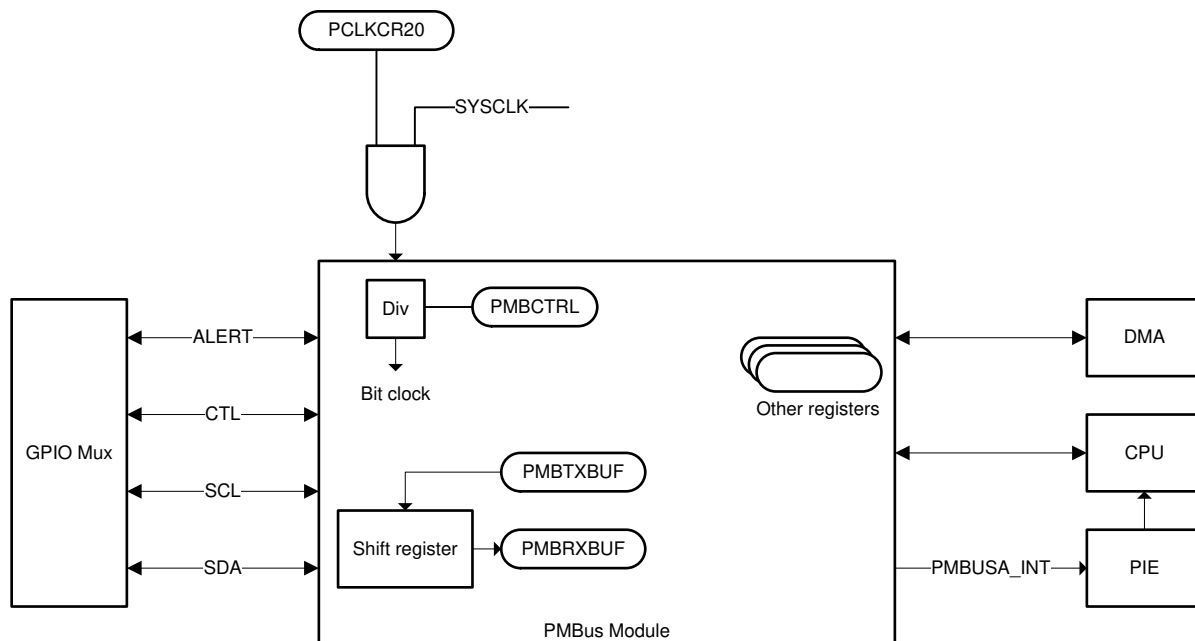 PCLKCR20
SYSCLK
Div
PMBCTRL
Bit clock
ALERT
CTL
SCL
SDA
GPIO Mux
Other registers
PMBTXBUF
Shift register
PMBRXBUF
PMBus Module
DMA
CPU
PMBUSA_INT
PIE